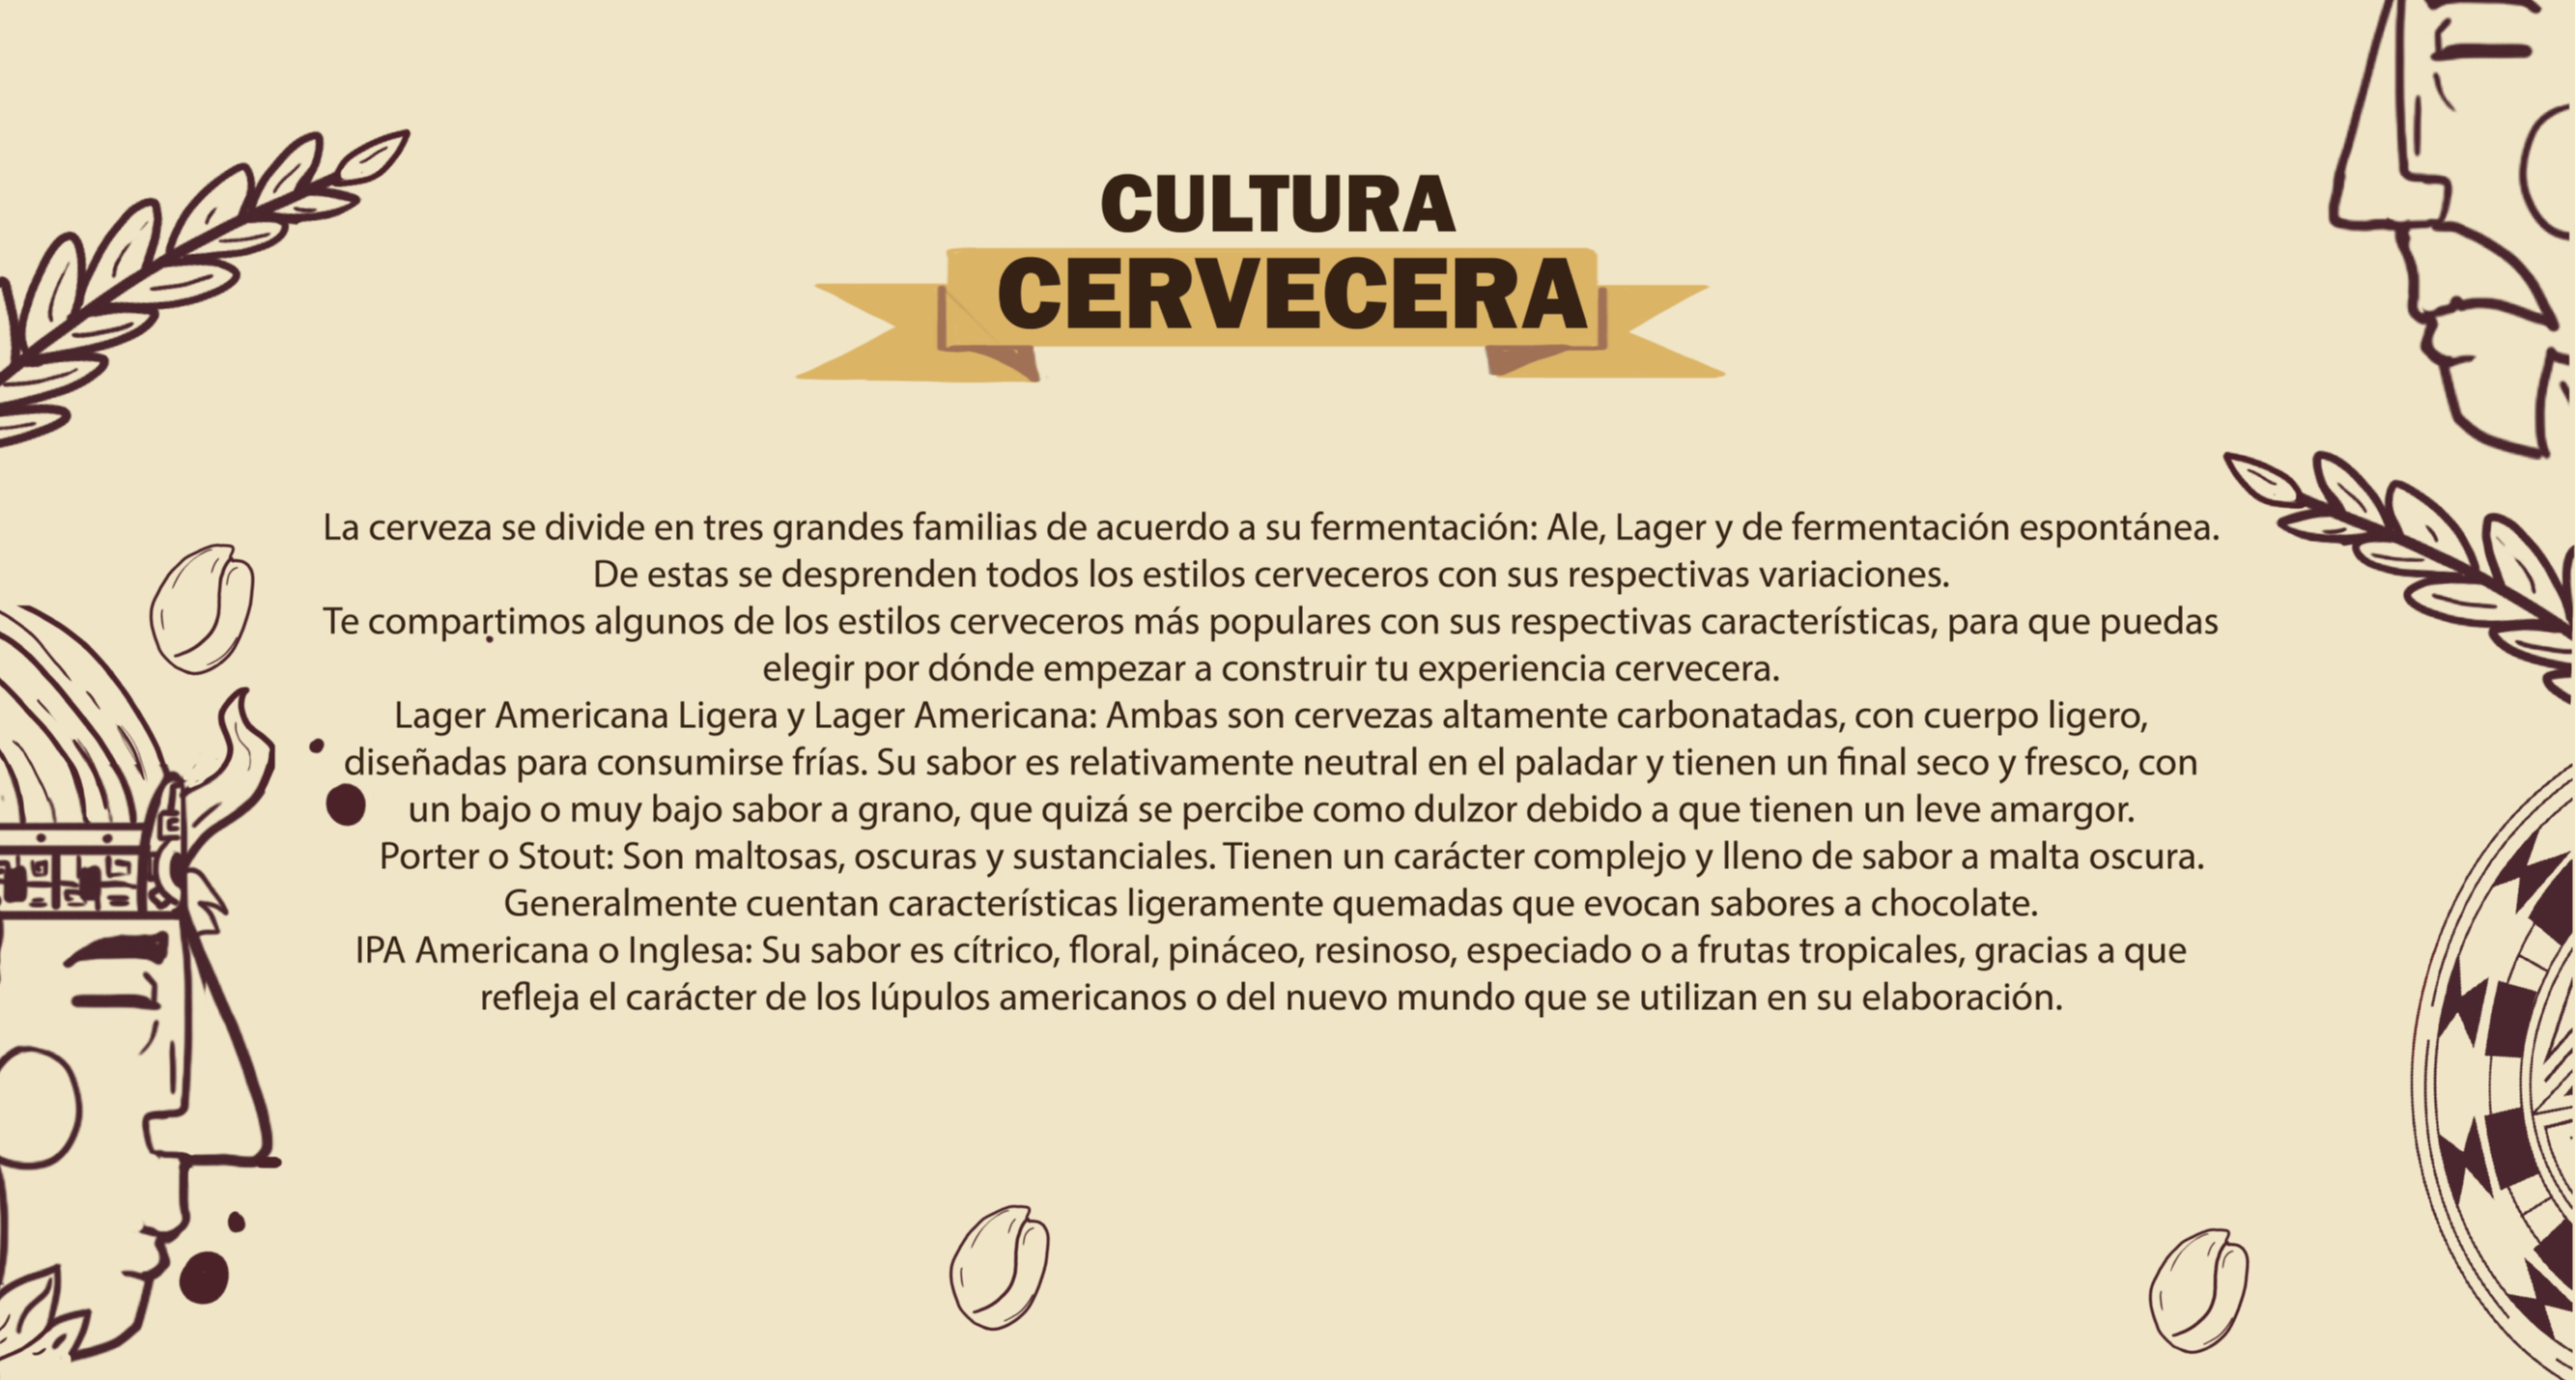 CULTURA
CERVECERA
La cerveza se divide en tres grandes familias de acuerdo a su fermentación: Ale, Lager y de fermentación espontánea.
De estas se desprenden todos los estilos cerveceros con sus respectivas variaciones.
Te compartimos algunos de los estilos cerveceros más populares con sus respectivas características, para que puedas
elegir por dónde empezar a construir tu experiencia cervecera.
Lager Americana Ligera y Lager Americana: Ambas son cervezas altamente carbonatadas, con cuerpo ligero,
diseñadas para consumirse frías. Su sabor es relativamente neutral en el paladar y tienen un final seco y fresco, con
un bajo o muy bajo sabor a grano, que quizá se percibe como dulzor debido a que tienen un leve amargor.
Porter o Stout: Son maltosas, oscuras y sustanciales. Tienen un carácter complejo y lleno de sabor a malta oscura.
Generalmente cuentan características ligeramente quemadas que evocan sabores a chocolate.
IPA Americana o Inglesa: Su sabor es cítrico, floral, pináceo, resinoso, especiado o a frutas tropicales, gracias a que
refleja el carácter de los lúpulos americanos o del nuevo mundo que se utilizan en su elaboración.